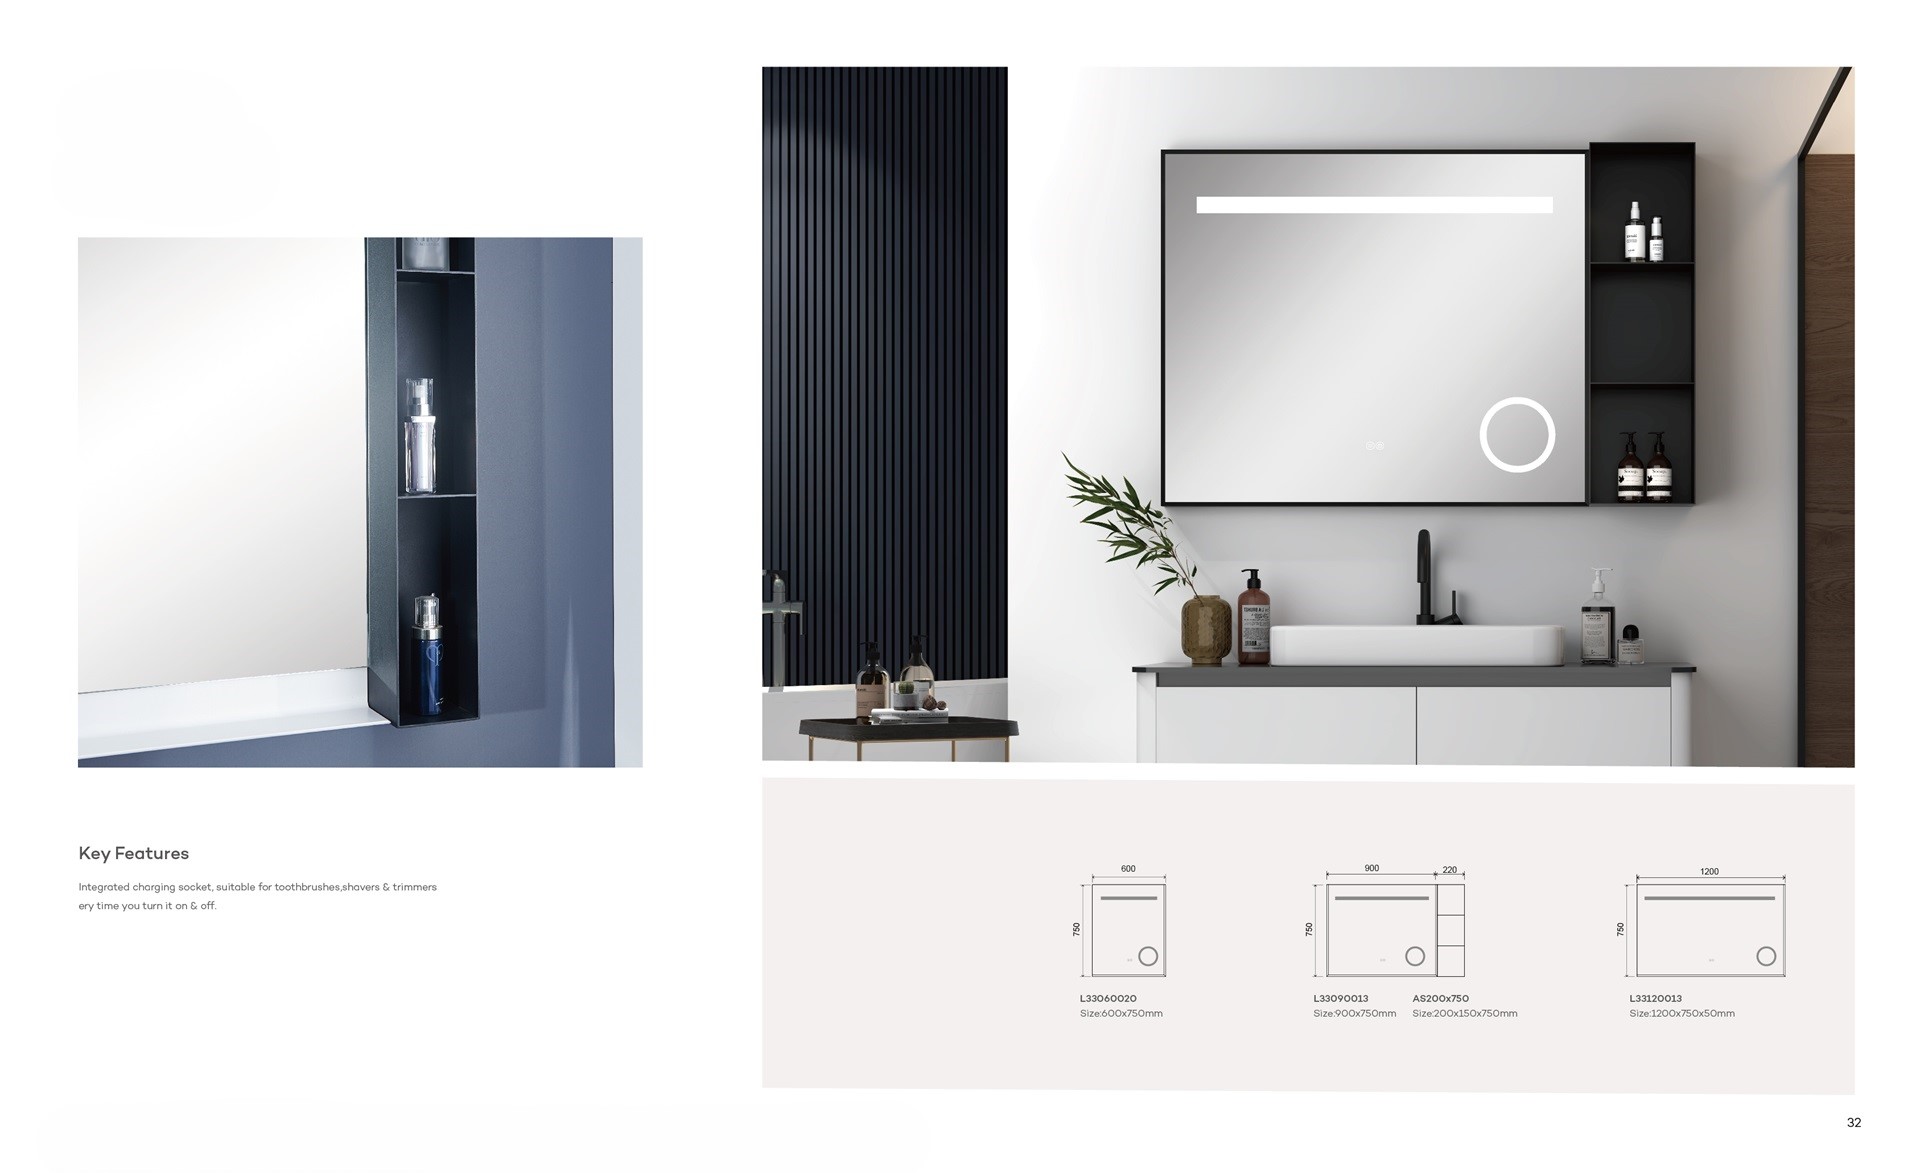 Key Features
Integrated charging socket, suitable for toothbrushes,shavers & trimmers
ery time you turn it on & off.
600
750
L33060020
Size:600x750mm
900
220
750
L33090013
Size:900x750mm
AS200x750
Size:200x150x750mm
1200
750
L33120013
Size:1200x750x50mm
32